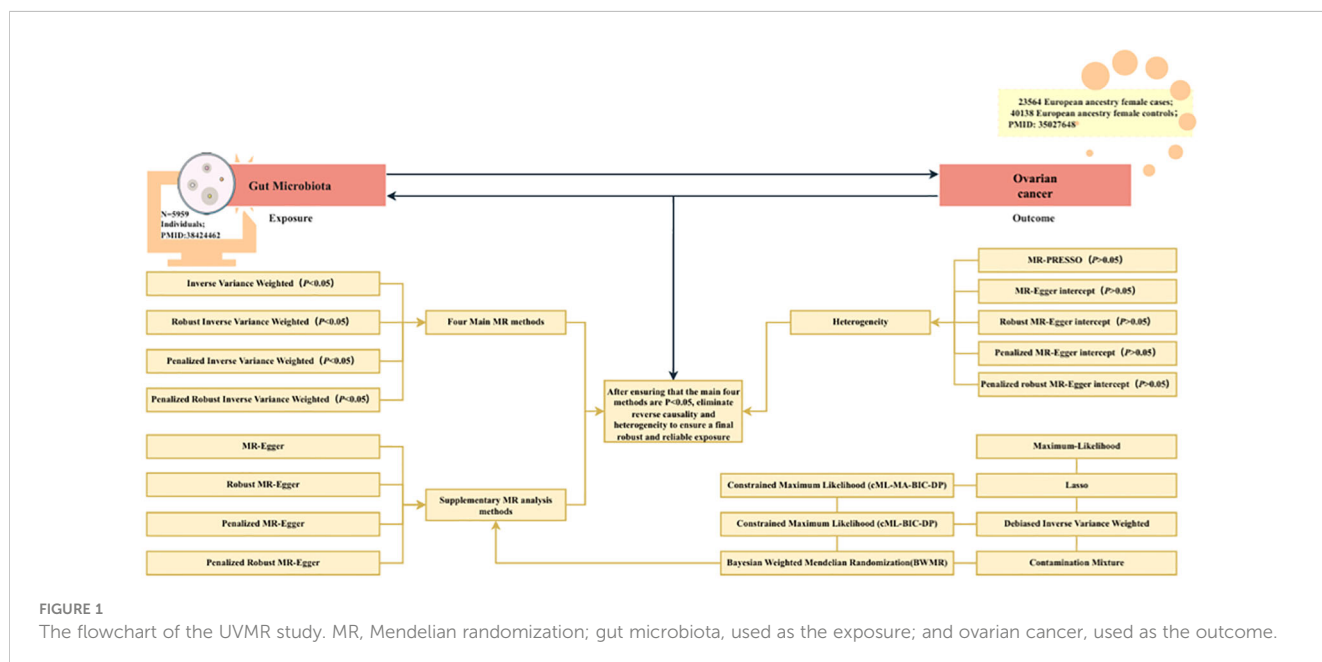 23564 European ancestry female cases;
40138 European ancestry female controls;
PMID: 35027648
Gut Microbiota
Ovarian
cancer
N=5959
Individuals;
PMID:38424462
Exposure
Outcome
Inverse Variance Weighted (P<0.05)
Robust Inverse Variance Weighted (P<0.05)
Penalized Inverse Variance Weighted (P<0.05)
Penalized Robust Inverse Variance Weighted (P<0.05)
Four Main MR methods
Heterogeneity
MR-PRESSO (P>0.05)
MR-Egger intercept (P>0.05)
Robust MR-Egger intercept (P>0.05)
Penalized MR-Egger intercept (P>0.05)
Penalized robust MR-Egger intercept (P>0.05)
After ensuring that the main four
methods are P<0.05, eliminate
reverse causality and
heterogeneity to ensure a final
robust and reliable exposure
MR-Egger
Robust MR-Egger
Penalized MR-Egger
Penalized Robust MR-Egger
Supplementary MR analysis
methods
Constrained Maximum Likelihood (cML-MA-BIC-DP)
Constrained Maximum Likelihood (cML-BIC-DP)
Bayesian Weighted Mendelian Randomization(BWMR)
Maximum-Likelihood
Lasso
Debiased Inverse Variance Weighted
Contamination Mixture
FIGURE 1
The flowchart of the UVMR study. MR, Mendelian randomization; gut microbiota, used as the exposure; and ovarian cancer, used as the outcome.